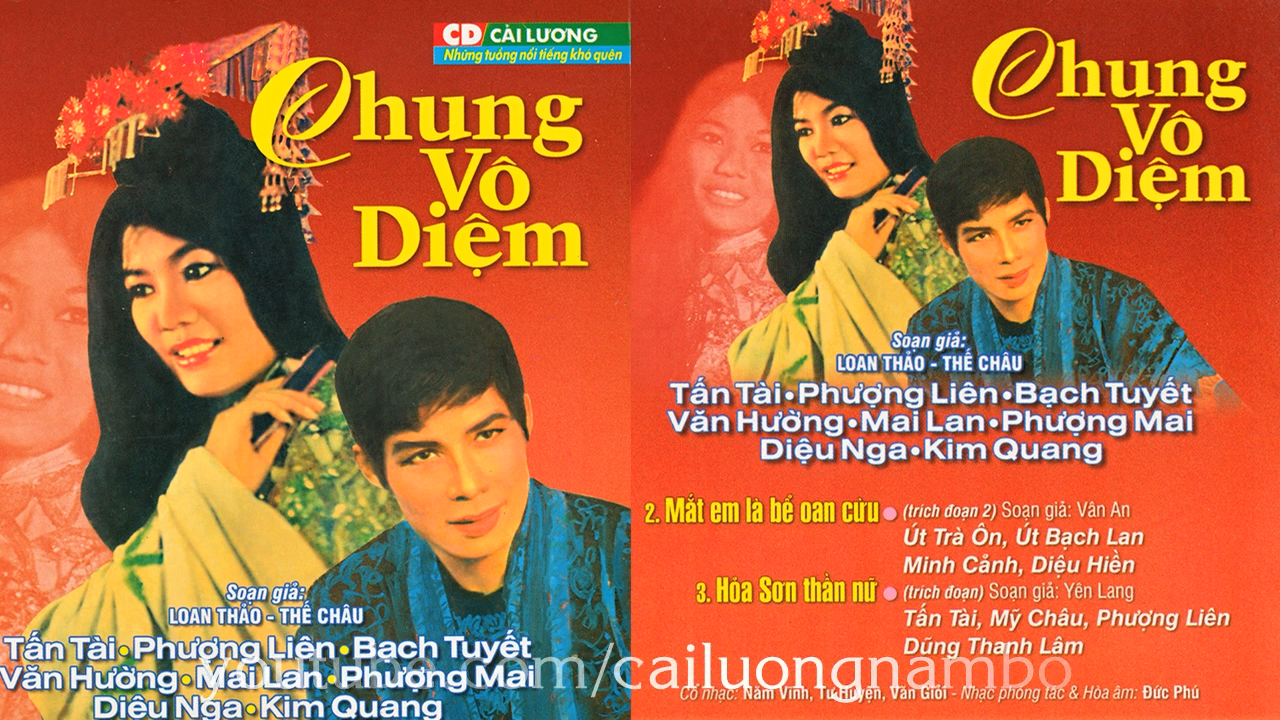 CD CẢI LƯƠNG
Những tuồng nổi tiếng khó quên
Chung
Vô
Diệm
Soạn giả:
LOAN THẢO - THẾ CHÂU
Tấn Tài•Phượng Liên•Bạch Tuyết
Văn Hường•Mai Lan•Phượng Mai
Diệu Nga•Kim Quang
Chung
Vô
Diệm
Soạn giả:
LOAN THẢO - THẾ CHÂU
Tấn Tài•Phượng Liên•Bạch Tuyết
Văn Hường•Mai Lan•Phượng Mai
Diệu Nga•Kim Quang
2. Mắt em là bể oan cừu • (trích đoạn 2) Soạn giả: Vân An
Út Trà Ôn, Út Bạch Lan
Minh Cảnh, Diệu Hiền
3. Hỏa Sơn thần nữ • (trích đoạn) Soạn giả: Yên Lang
Tấn Tài, Mỹ Châu, Phượng Liên
Dũng Thanh Lâm
Cổ nhạc: Năm Vĩnh, Tư Huyện, Văn Giỏi - Nhạc phóng tác & Hòa âm: Đức Phú
youtube.com/cailuongnambo